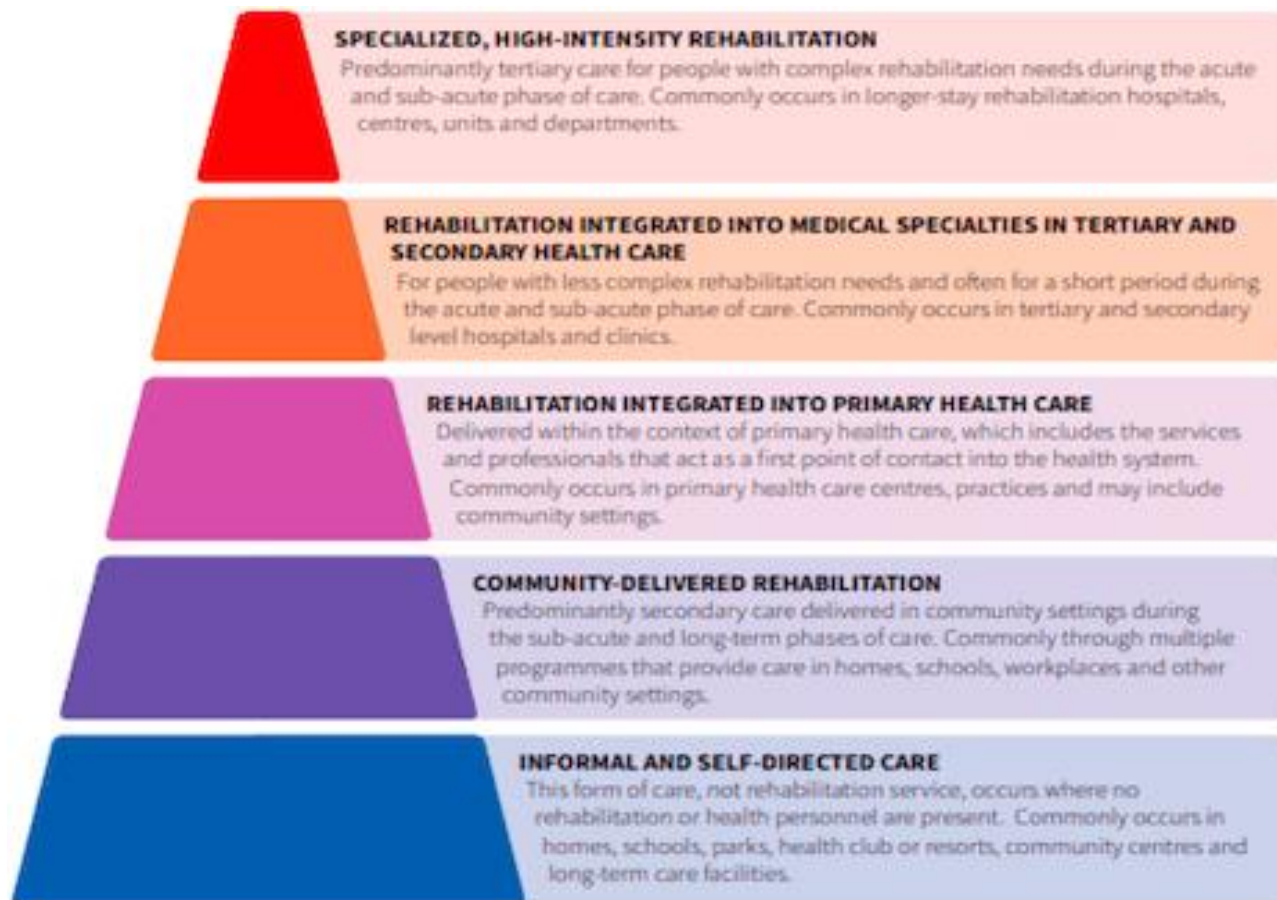 SPECIALIZED, HIGH-INTENSITY REHABILITATION
Predominantly tertiary care for people with complex rehabilitation needs during the acute
and sub-acute phase of care. Commonly occurs in longer-stay rehabilitation hospitals,
centres, units and departments.
REHABILITATION INTEGRATED INTO MEDICAL SPECIALTIES IN TERTIARY AND
SECONDARY HEALTH CARE
For people with less complex rehabilitation needs and often for a short period during
the acute and sub-acute phase of care. Commonly occurs in tertiary and secondary
level hospitals and clinics.
REHABILITATION INTEGRATED INTO PRIMARY HEALTH CARE
Delivered within the context of primary health care, which includes the services
and professionals that act as a first point of contact into the health system.
Commonly occurs in primary health care centres, practices and may include
community settings.
COMMUNITY-DELIVERED REHABILITATION
Predominantly secondary care delivered in community settings during
the sub-acute and long-term phases of care. Commonly through multiple
programmes that provide care in homes, schools, workplaces and other
community settings.
INFORMAL AND SELF-DIRECTED CARE
This form of care, not rehabilitation service, occurs where no
rehabilitation or health personnel are present. Commonly occurs in
homes, schools, parks, health club or resorts, community centres and
long-term care facilities.